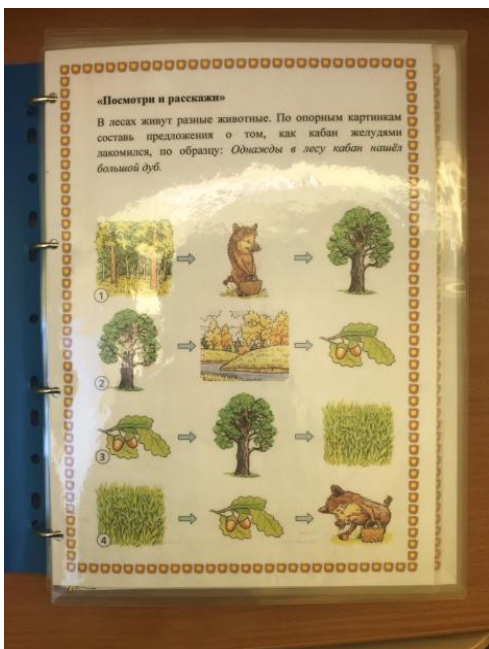 «Посмотри и расскажи»
В лесах живут разные животные. По опорным картинкам
составь предложения о том, как кабан желудями
лакомился, по образцу: Однажды в лесу кабан нашёл
большой дуб.
1
2
3
4